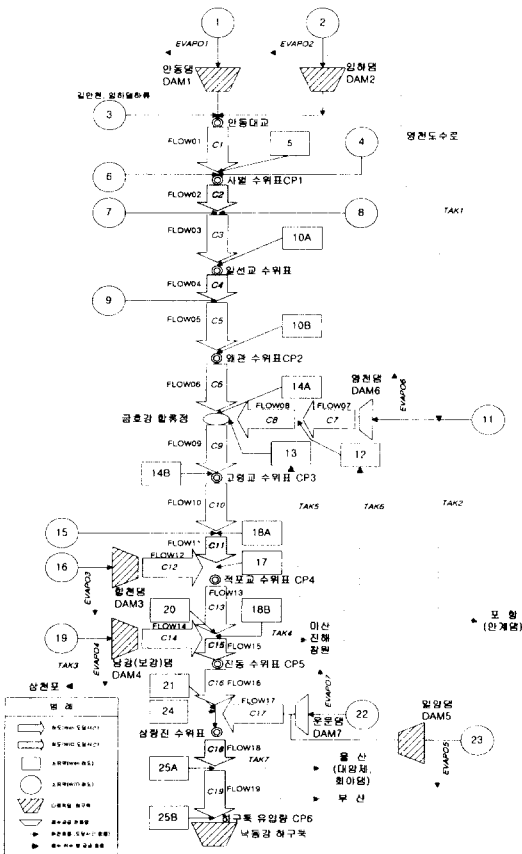 1
2
EVAPO1
EVAPO2
안동댐
DAM1
임하댐
DAM2
길안천, 임하댐하류
3
안동대교
FLOW01
C1
5
4
영천도수로
6
사벌 수위표CP1
FLOW02
C2
7
8
TAK1
FLOW03
C3
10A
일선교 수위표
FLOW04
C4
9
FLOW05
C5
10B
왜관 수위표CP2
영천댐
DAM6
EVAPO6
FLOW06
C6
14A
FLOW08
FLOW07
C8
C7
금호강 합류점
11
FLOW09
C9
13
12
14B
고령교 수위표 CP3
FLOW10
C10
TAK5
TAK6
TAK2
15
18A
FLOW11
C11
FLOW12
16
C12
17
합천댐
DAM3
EVAPO3
적포교 수위표 CP4
FLOW13
C13
20
18B
FLOW14
TAK4
마산
진해
창원
포 항
(안계댐)
19
C14
C15
FLOW15
EVAPO4
TAK3
남강(보강)댐
DAM4
진동 수위표 CP5
삼천포
C16
FLOW16
21
EVAPO7
FLOW17
24
C17
22
운문댐
DAM7
밀양댐
DAM5
23
EVAPO5
삼랑진 수위표
C18
FLOW18
TAK7
울 산
(대암제,
회야댐)
25A
C19
FLOW19
부 산
25B
하구둑 유입량 CP6
낙동강 하구둑
범 례